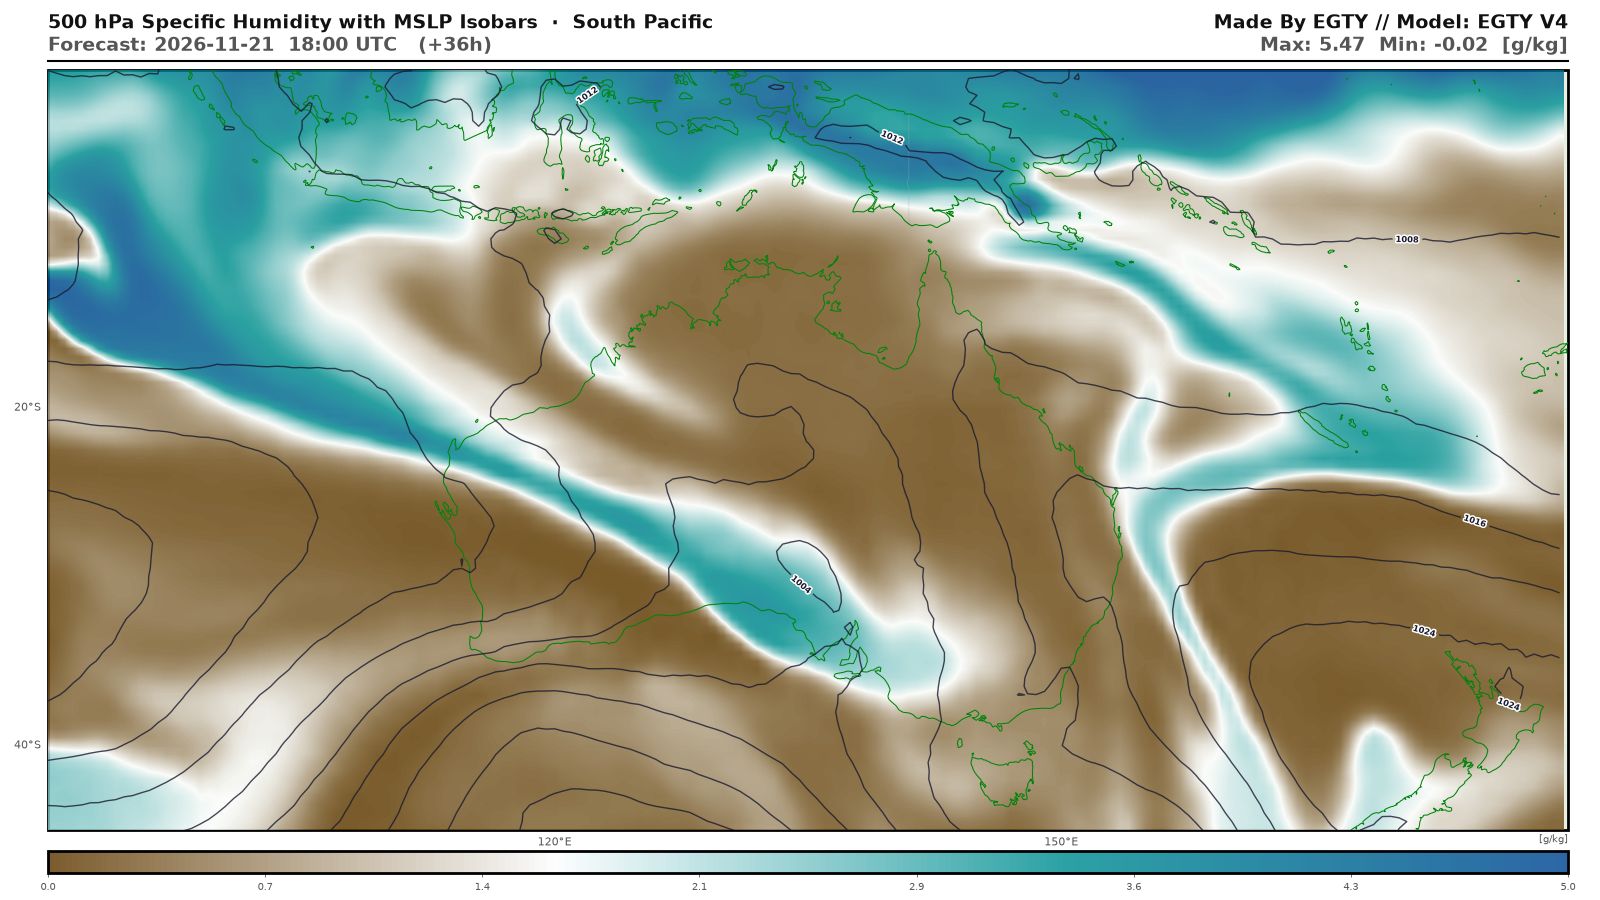 500 hPa Specific Humidity with MSLP Isobars · South Pacific
Made By EGTY // Model: EGTY V4
Forecast: 2026-11-21 18:00 UTC (+36h)
Max: 5.47 Min: -0.02 [g/kg]
1012
1012
1008
20°S
1016
1004
1024
1024
40°S
120°E
150°E
[g/kg]
0.0
0.7
1.4
2.1
2.9
3.6
4.3
5.0